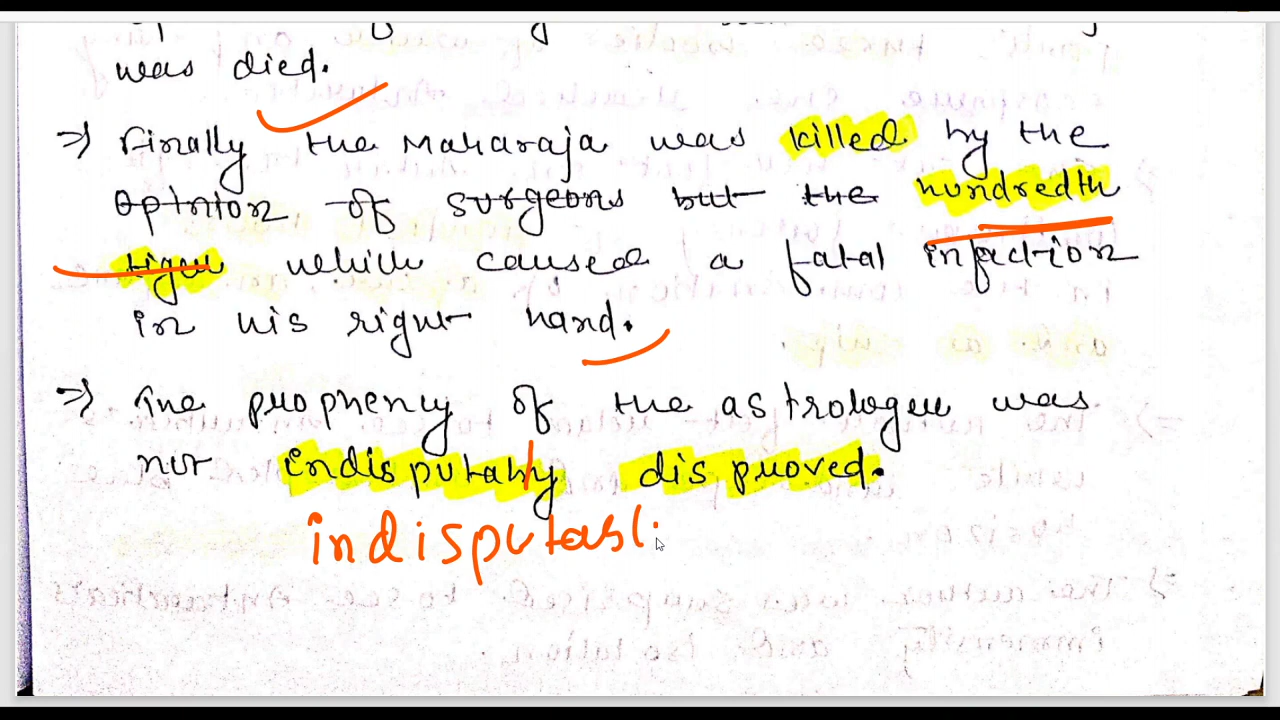 was died.
⇒ Finally the Maharaja was killed by the
opinion of surgeons but the hundredth
tiger which caused a fatal infection
in his right hand.
⇒ The prophency of the astrologer was
not indisputably disproved.
indisputabl